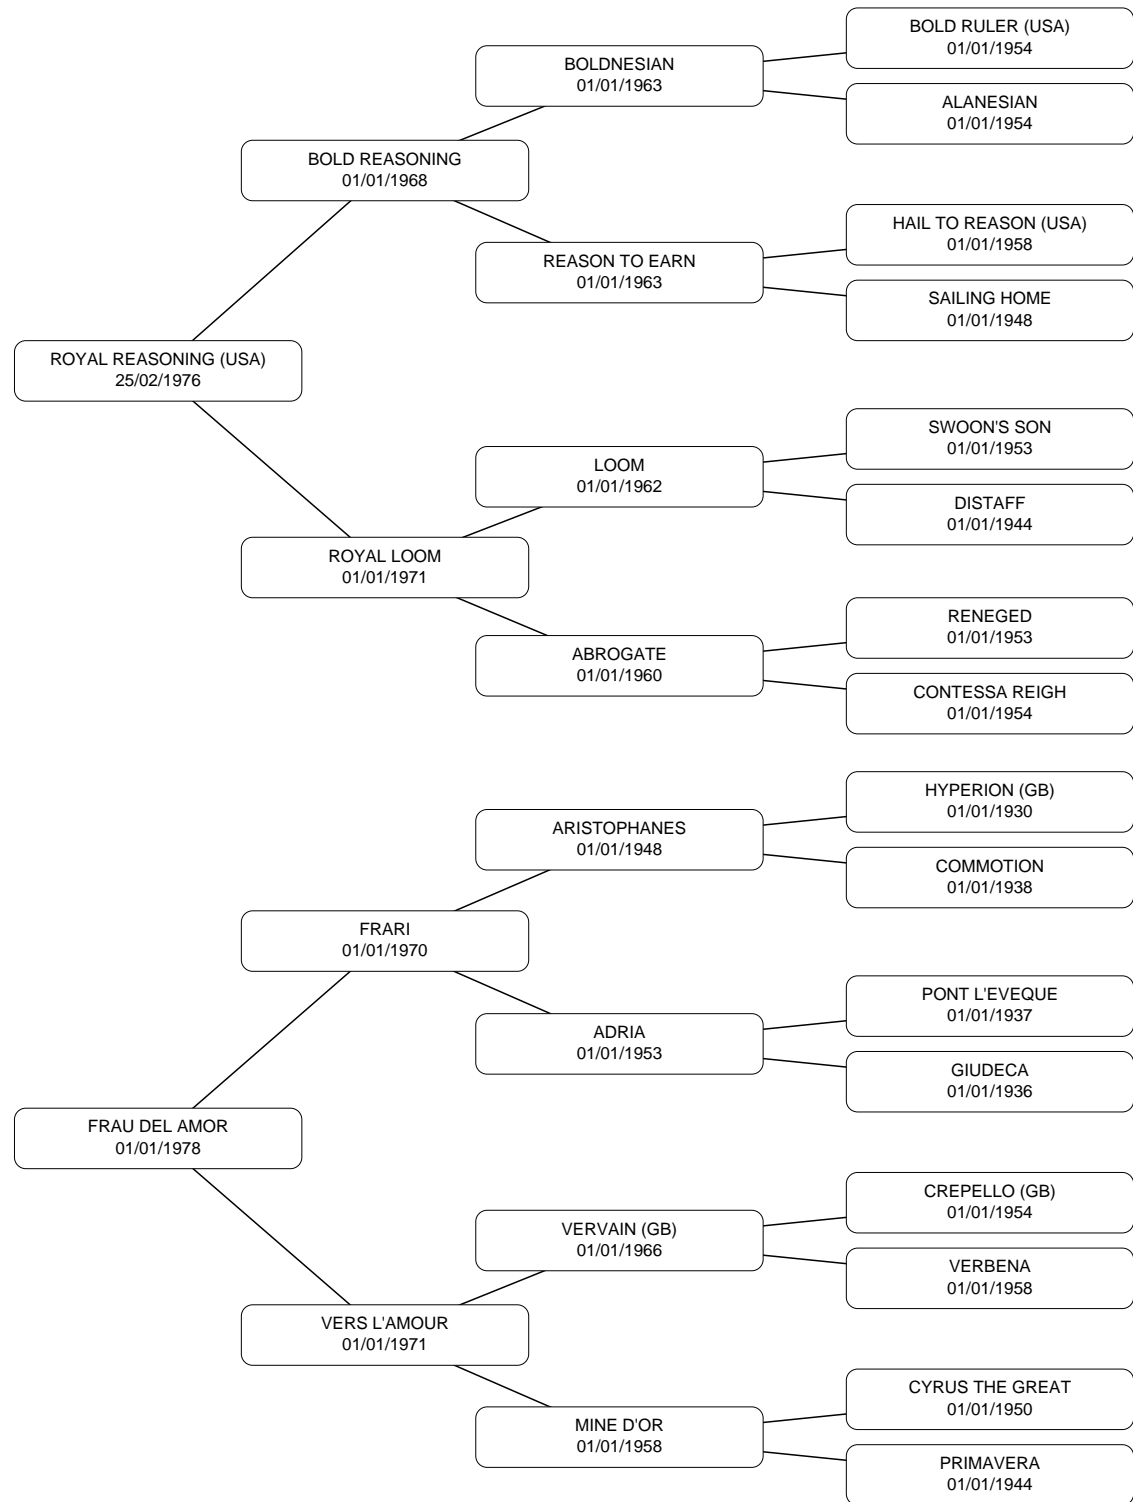 BOLD RULER (USA)
01/01/1954
BOLDNESIAN
01/01/1963
ALANESIAN
01/01/1954
BOLD REASONING
01/01/1968
HAIL TO REASON (USA)
01/01/1958
REASON TO EARN
01/01/1963
SAILING HOME
01/01/1948
ROYAL REASONING (USA)
25/02/1976
SWOON'S SON
01/01/1953
LOOM
01/01/1962
DISTAFF
01/01/1944
ROYAL LOOM
01/01/1971
RENEGED
01/01/1953
ABROGATE
01/01/1960
CONTESSA REIGH
01/01/1954
HYPERION (GB)
01/01/1930
ARISTOPHANES
01/01/1948
COMMOTION
01/01/1938
FRARI
01/01/1970
PONT L'EVEQUE
01/01/1937
ADRIA
01/01/1953
GIUDECA
01/01/1936
FRAU DEL AMOR
01/01/1978
CREPELLO (GB)
01/01/1954
VERVAIN (GB)
01/01/1966
VERBENA
01/01/1958
VERS L'AMOUR
01/01/1971
CYRUS THE GREAT
01/01/1950
MINE D'OR
01/01/1958
PRIMAVERA
01/01/1944